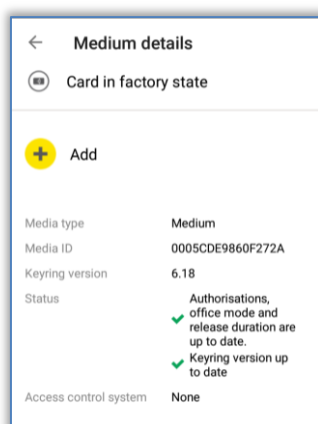 Medium details
Card in factory state
Add
Media type Medium
Media ID 0005CDE9860F272A
Keyring version 6.18
Status Authorisations,
office mode and
release duration are
up to date.
Keyring version up
to date
Access control system None